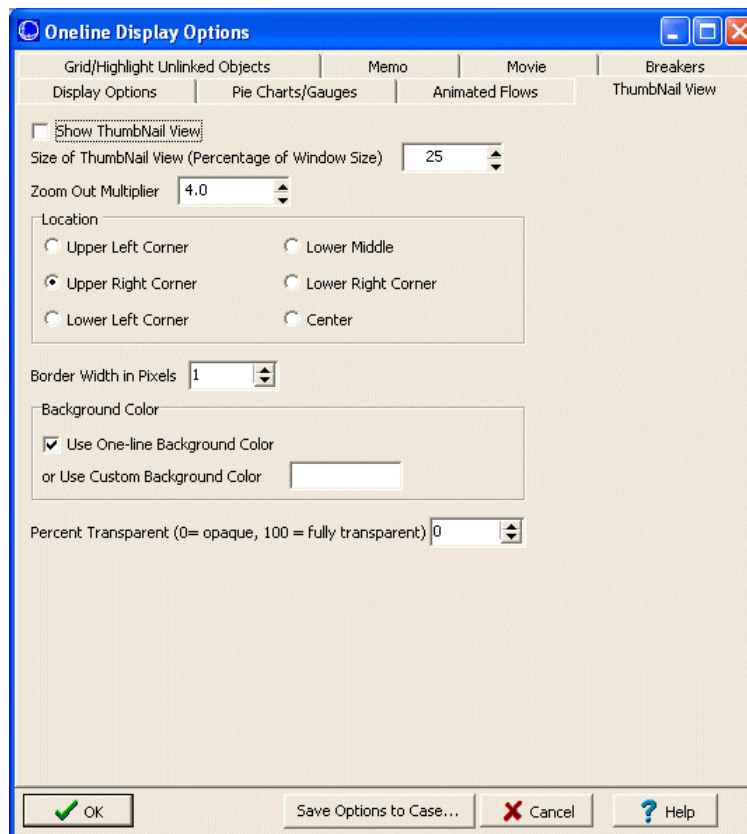 Oneline Display Options
Grid/Highlight Unlinked Objects Memo Movie Breakers
Display Options Pie Charts/Gauges Animated Flows ThumbNail View
Show ThumbNail View
Size of ThumbNail View (Percentage of Window Size) 25
Zoom Out Multiplier 4.0
Location
Upper Left Corner Lower Middle
Upper Right Corner Lower Right Corner
Lower Left Corner Center
Border Width in Pixels 1
Background Color
Use One-line Background Color
or Use Custom Background Color
Percent Transparent (0= opaque, 100 = fully transparent) 0
OK Save Options to Case... Cancel ? Help